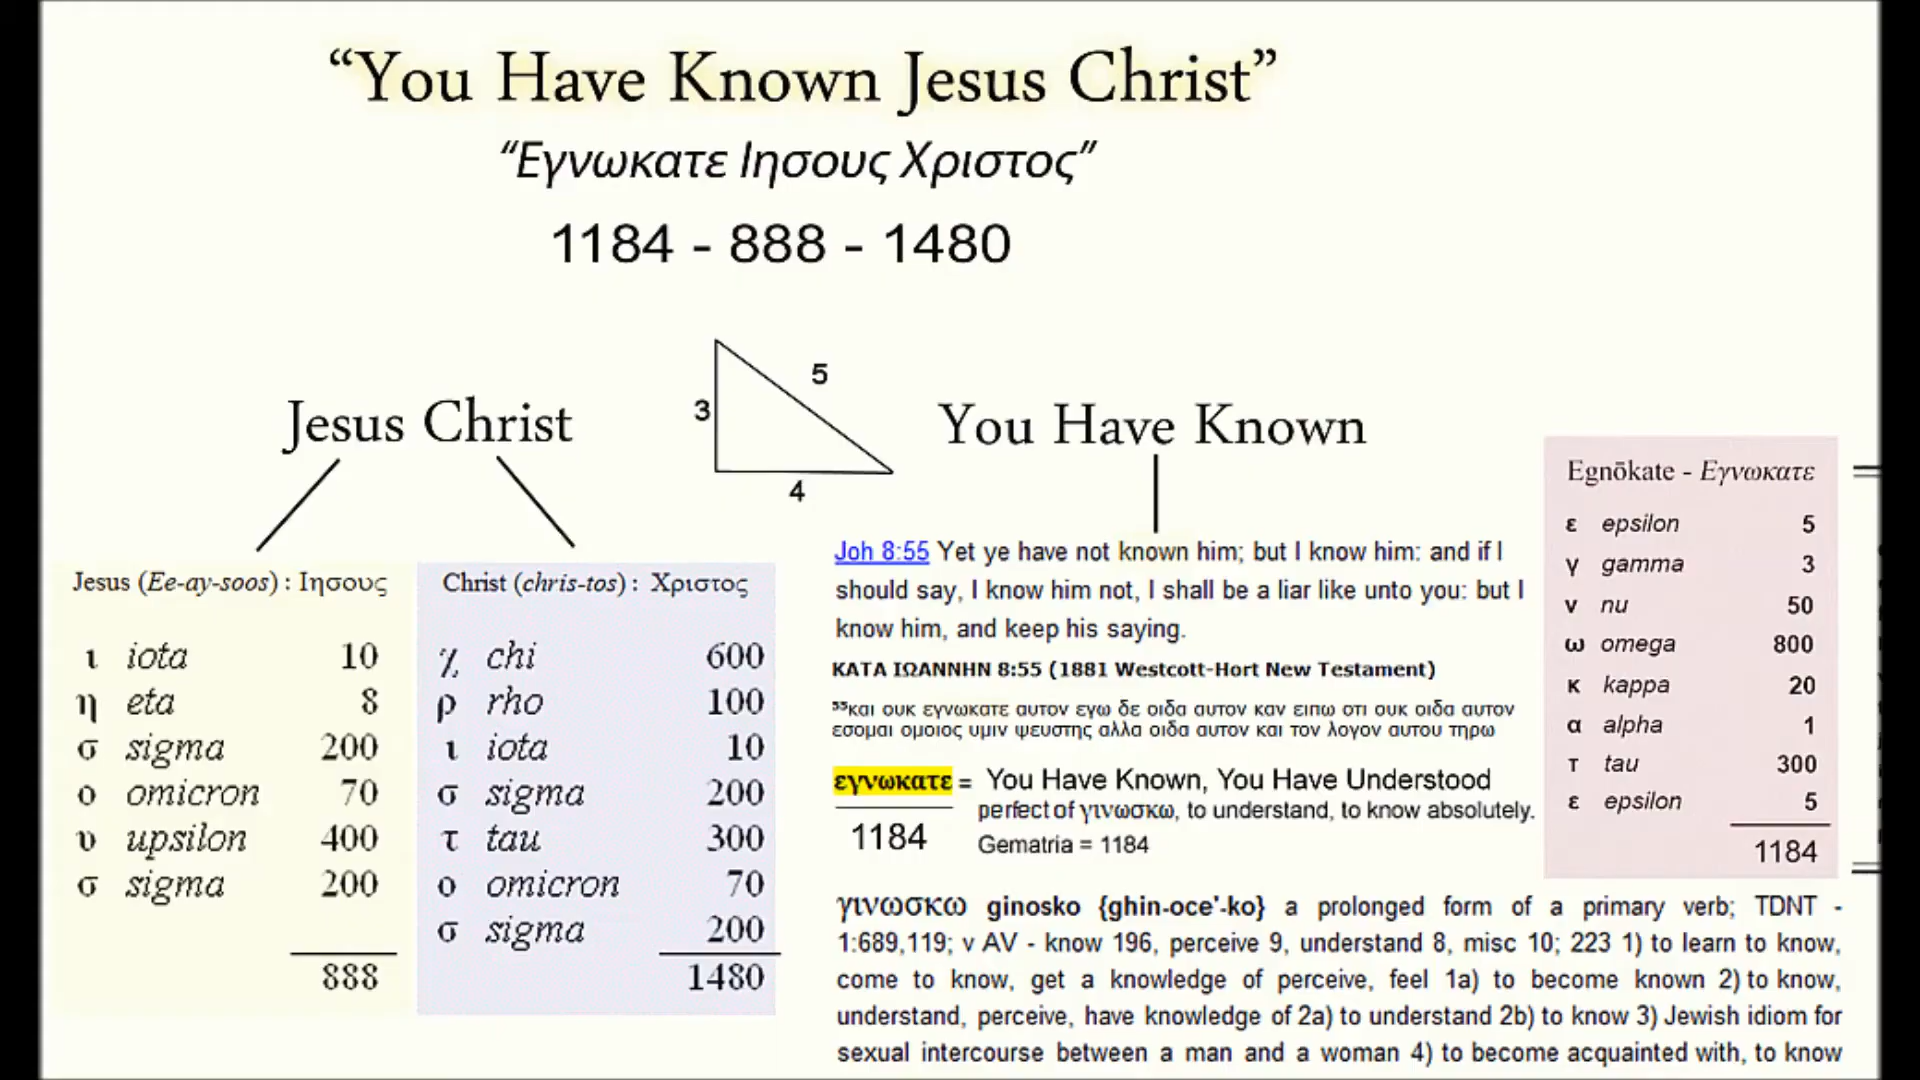 “You Have Known Jesus Christ”
“Εγνωκατε Ιησους Χριστος”
1184 - 888 - 1480
5
3
4
Jesus Christ
You Have Known
Jesus (Ee-ay-soos) : Ιησους
ι iota 10
η eta 8
σ sigma 200
ο omicron 70
υ upsilon 400
σ sigma 200
888
Christ (chris-tos) : Χριστος
χ chi 600
ρ rho 100
ι iota 10
σ sigma 200
τ tau 300
ο omicron 70
σ sigma 200
1480
Joh 8:55 Yet ye have not known him; but I know him: and if I
should say, I know him not, I shall be a liar like unto you: but I
know him, and keep his saying.
ΚΑΤΑ ΙΩΑΝΝΗΝ 8:55 (1881 Westcott-Hort New Testament)
⁵⁵και ουκ εγνωκατε αυτον εγω δε οιδα αυτον καν ειπω οτι ουκ οιδα αυτον
εσομαι ομοιος υμιν ψευστης αλλα οιδα αυτον και τον λογον αυτου τηρω
εγνωκατε = You Have Known, You Have Understood
perfect of γινωσκω, to understand, to know absolutely.
1184
Gematria = 1184
Egnōkate - Εγνωκατε
ε epsilon 5
γ gamma 3
ν nu 50
ω omega 800
κ kappa 20
α alpha 1
τ tau 300
ε epsilon 5
1184
γινωσκω ginosko {ghin-oce'-ko} a prolonged form of a primary verb; TDNT -
1:689,119; v AV - know 196, perceive 9, understand 8, misc 10; 223 1) to learn to know,
come to know, get a knowledge of perceive, feel 1a) to become known 2) to know,
understand, perceive, have knowledge of 2a) to understand 2b) to know 3) Jewish idiom for
sexual intercourse between a man and a woman 4) to become acquainted with, to know